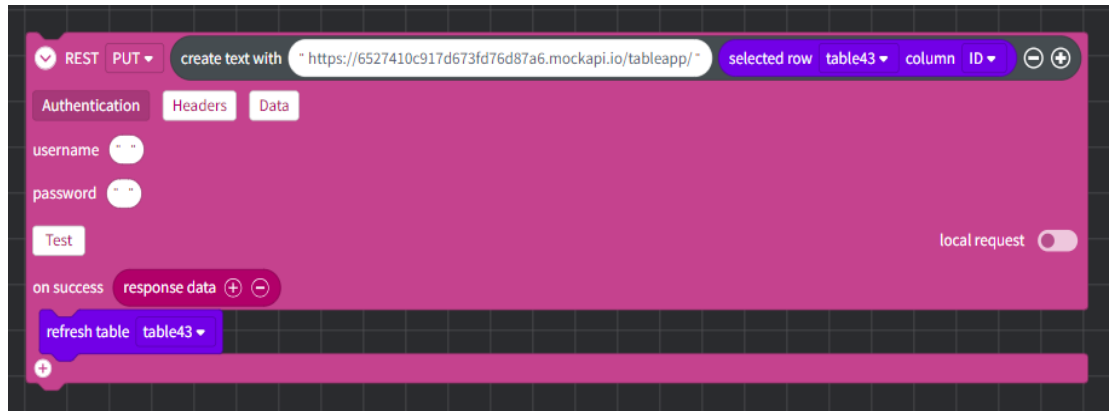 REST PUT create text with " https://6527410c917d673fd76d87a6.mockapi.io/tableapp/ " selected row table43 column ID
Authentication Headers Data
username " "
password " "
Test local request
on success response data
refresh table table43